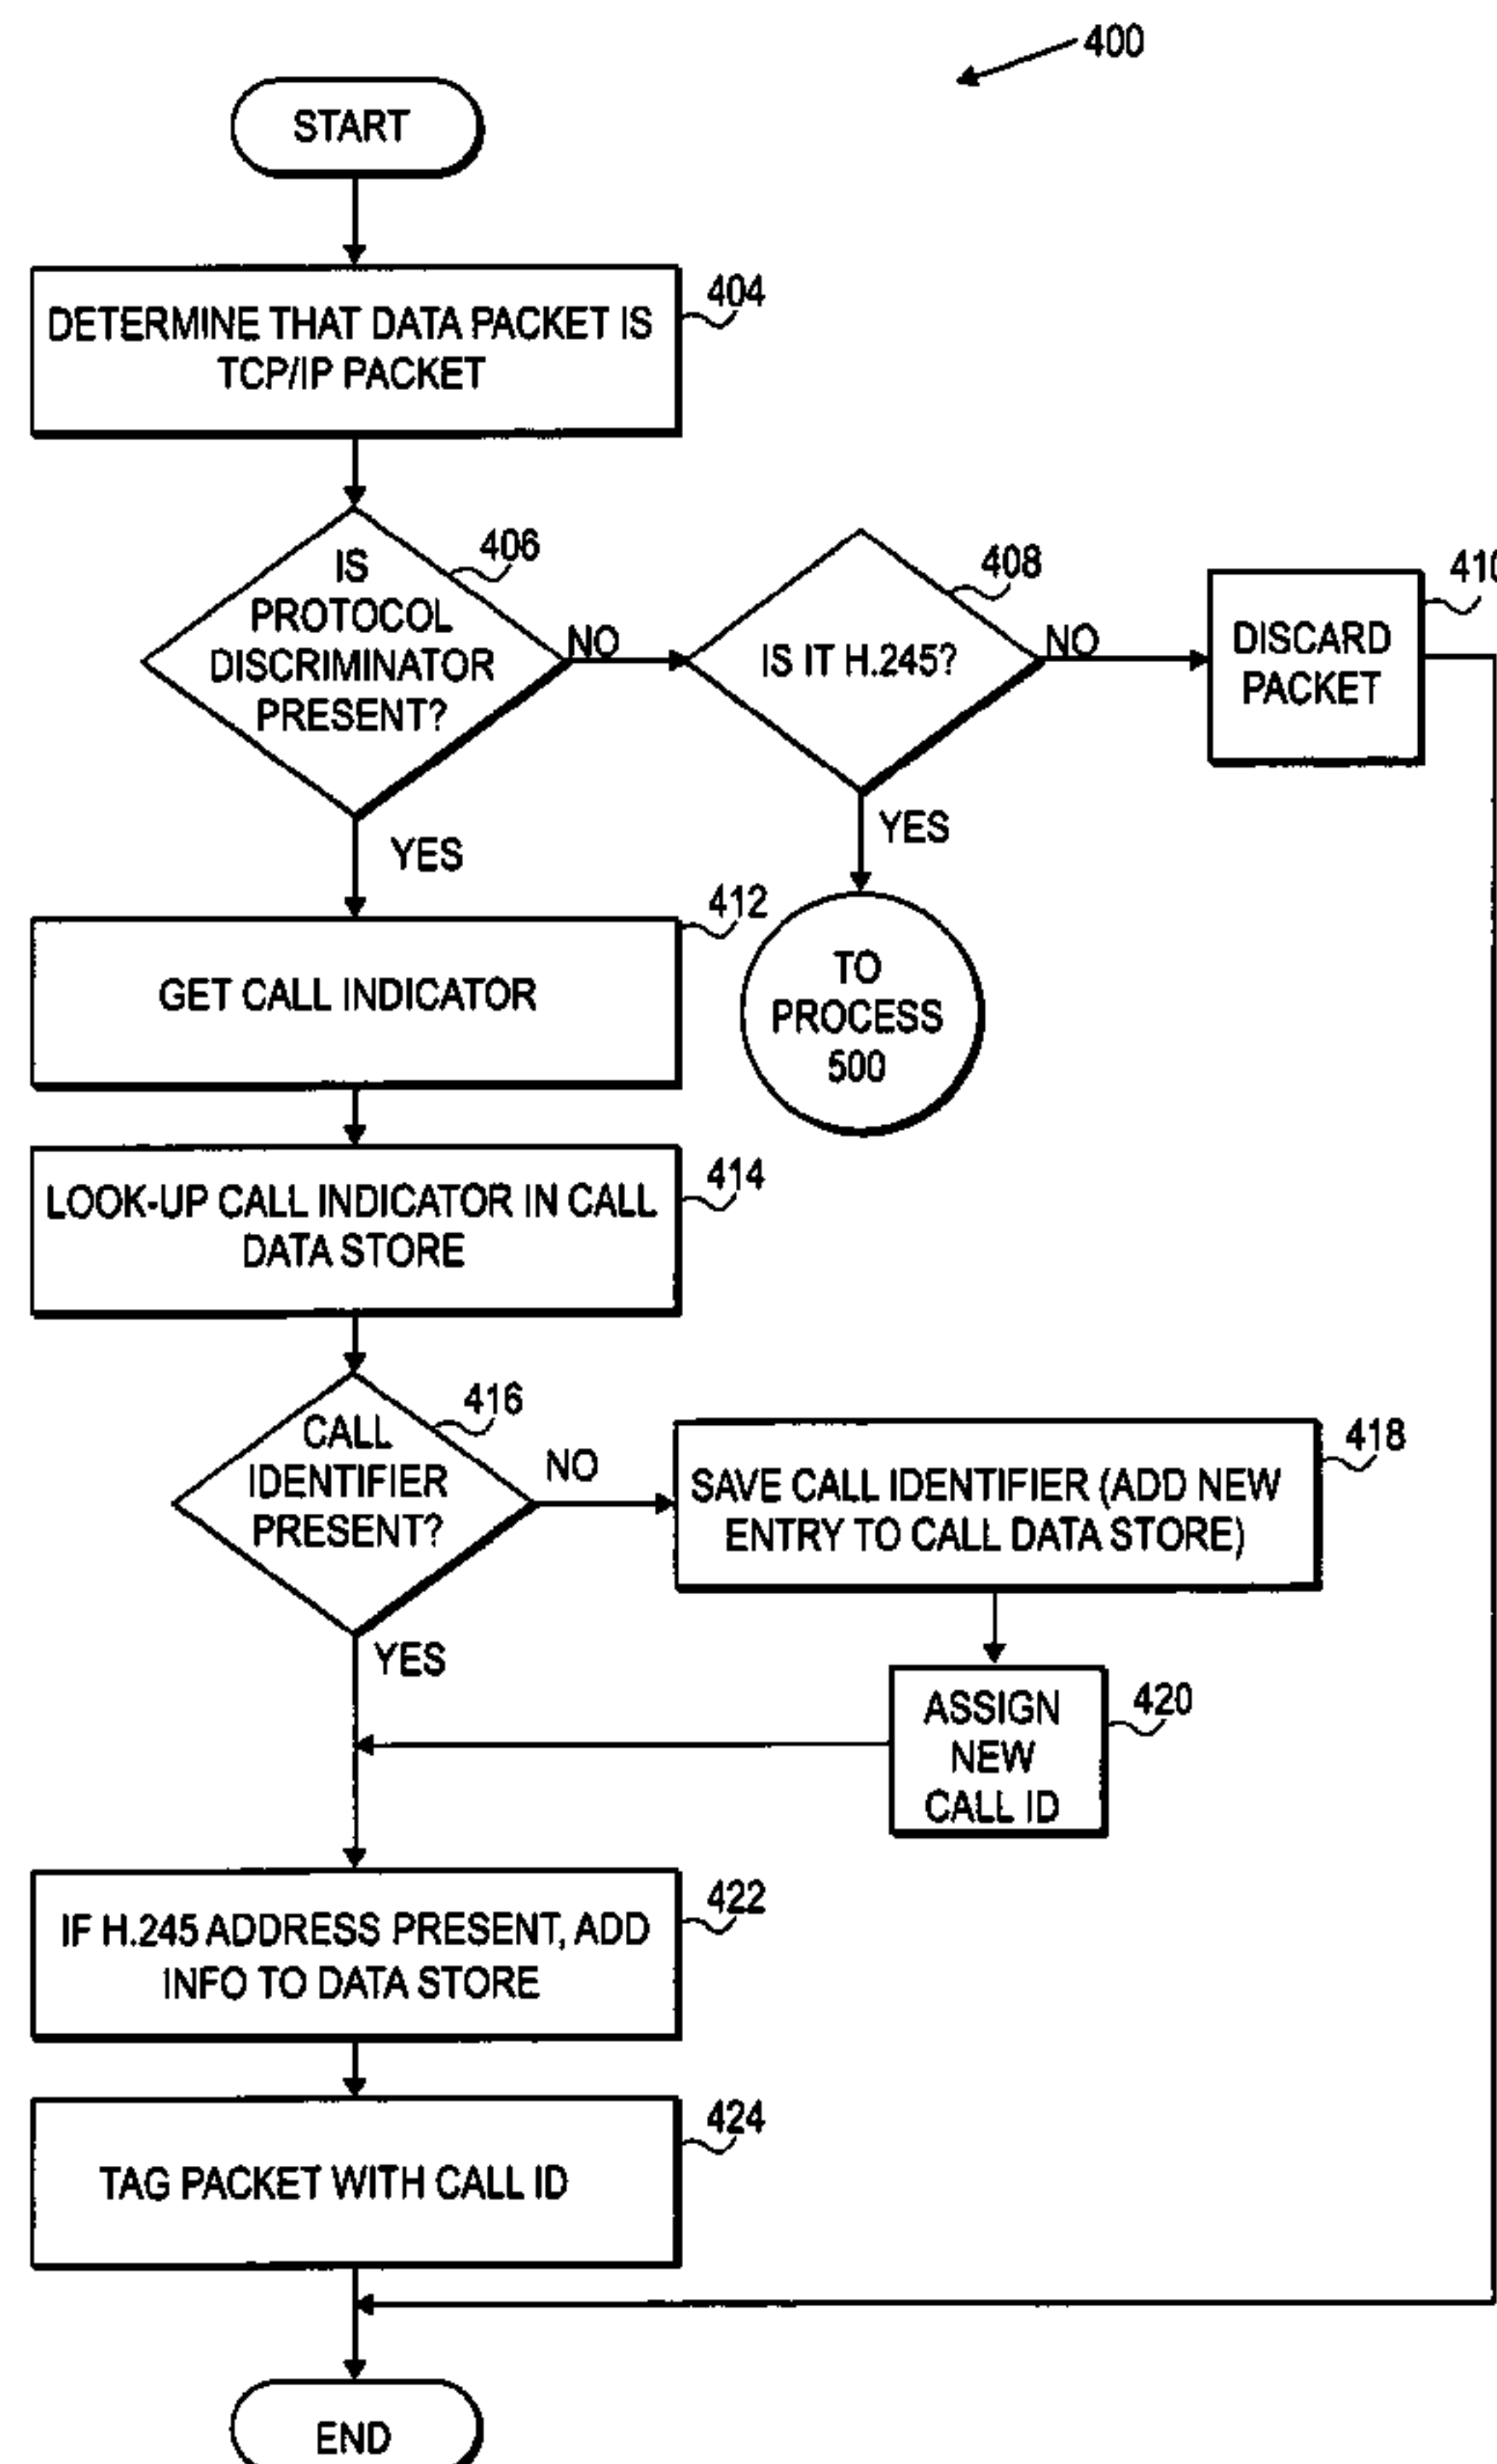 400
START
404
DETERMINE THAT DATA PACKET IS
TCP/IP PACKET
406
IS
PROTOCOL
DISCRIMINATOR
PRESENT?
NO
408
IS IT H.245?
NO
410
DISCARD
PACKET
YES
YES
412
GET CALL INDICATOR
TO
PROCESS
500
414
LOOK-UP CALL INDICATOR IN CALL
DATA STORE
416
CALL
IDENTIFIER
PRESENT?
NO
418
SAVE CALL IDENTIFIER (ADD NEW
ENTRY TO CALL DATA STORE)
YES
420
ASSIGN
NEW
CALL ID
422
IF H.245 ADDRESS PRESENT, ADD
INFO TO DATA STORE
424
TAG PACKET WITH CALL ID
END